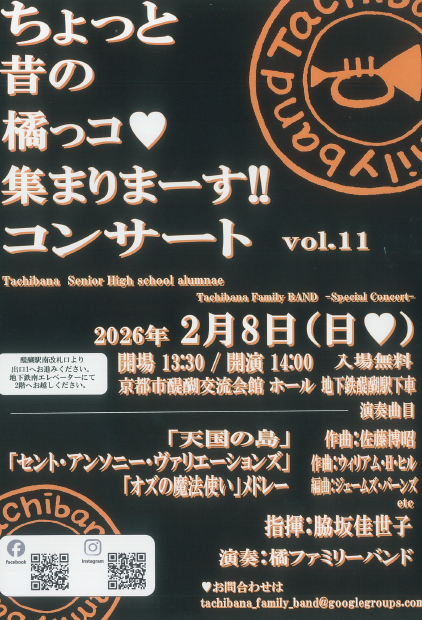 ちょっと
昔の
橘っコ♥
集まりまーす!!
コンサート vol.11
Tachibana Senior High school alumnae
Tachibana Family BAND -Special Concert-
2026年 2月8日(日♥)
開場 13:30 / 開演 14:00 入場無料
京都市醍醐交流会館 ホール 地下鉄醍醐駅下車
醍醐駅南改札口より
出口1へお進みください。
地下鉄南エレベーターにて
2階へお越しください。
演奏曲目
「天国の島」 作曲:佐藤博昭
「セント・アンソニー・ヴァリエーションズ」 作曲:ウィリアム・H・ヒル
「オズの魔法使い」メドレー 編曲:ジェームズ・バーンズ
etc
指揮:脇坂佳世子
演奏:橘ファミリーバンド
facebook
Instagram
♥お問合わせは
tachibana_family_band@googlegroups.com
Tachiba
ilyband
achiban